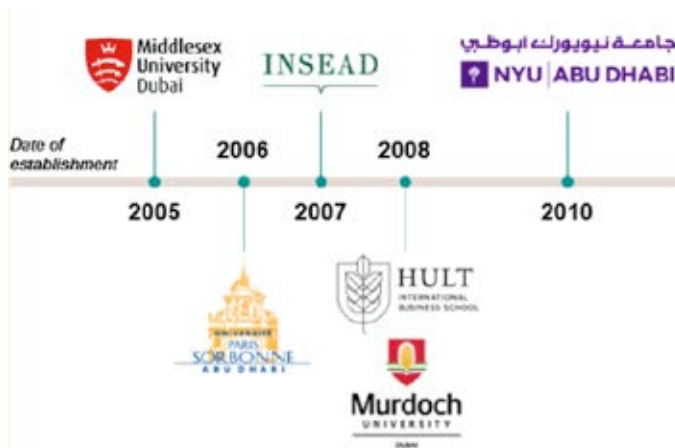 Middlesex
University
Dubai
INSEAD
جامعة نيويورك ابوظبي
NYU | ABU DHABI
Date of
establishment
2006
2008
2005
2007
2010
UNIVERSITÉ
PARIS
SORBONNE
ABU DHABI
HULT
INTERNATIONAL
BUSINESS SCHOOL
Murdoch
UNIVERSITY
DUBAI